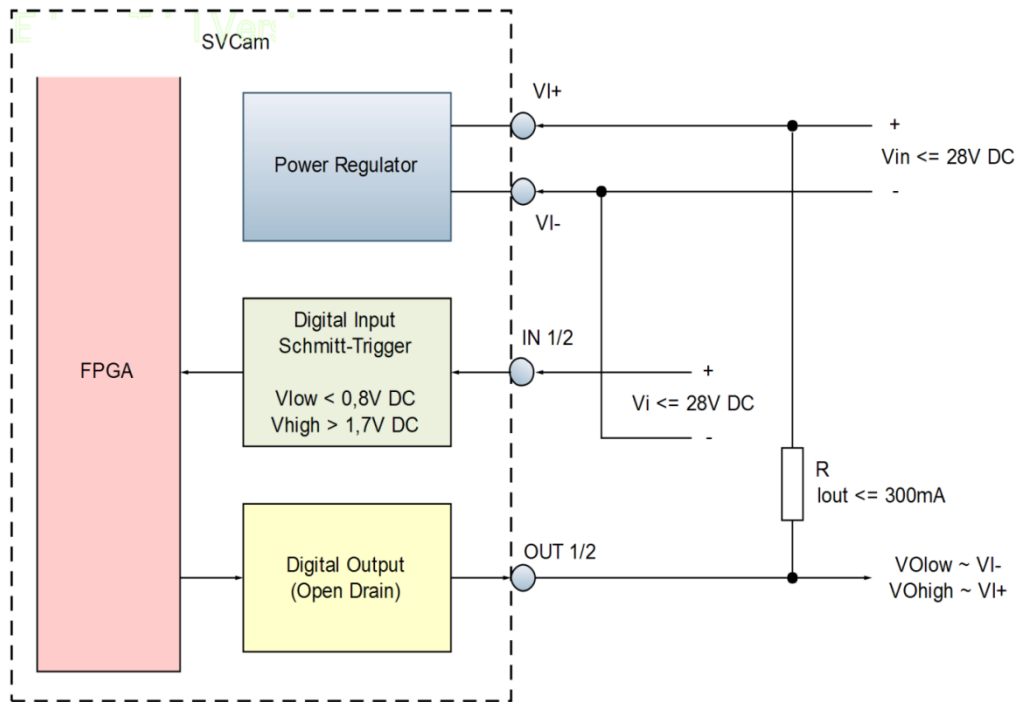 SVCam
VI+
+
Vin <= 28V DC
-
Power Regulator
VI-
Digital Input
Schmitt-Trigger
Vlow < 0,8V DC
Vhigh > 1,7V DC
IN 1/2
+
Vi <= 28V DC
-
FPGA
R
Iout <= 300mA
Digital Output
(Open Drain)
OUT 1/2
VOlow ~ VI-
VOhigh ~ VI+